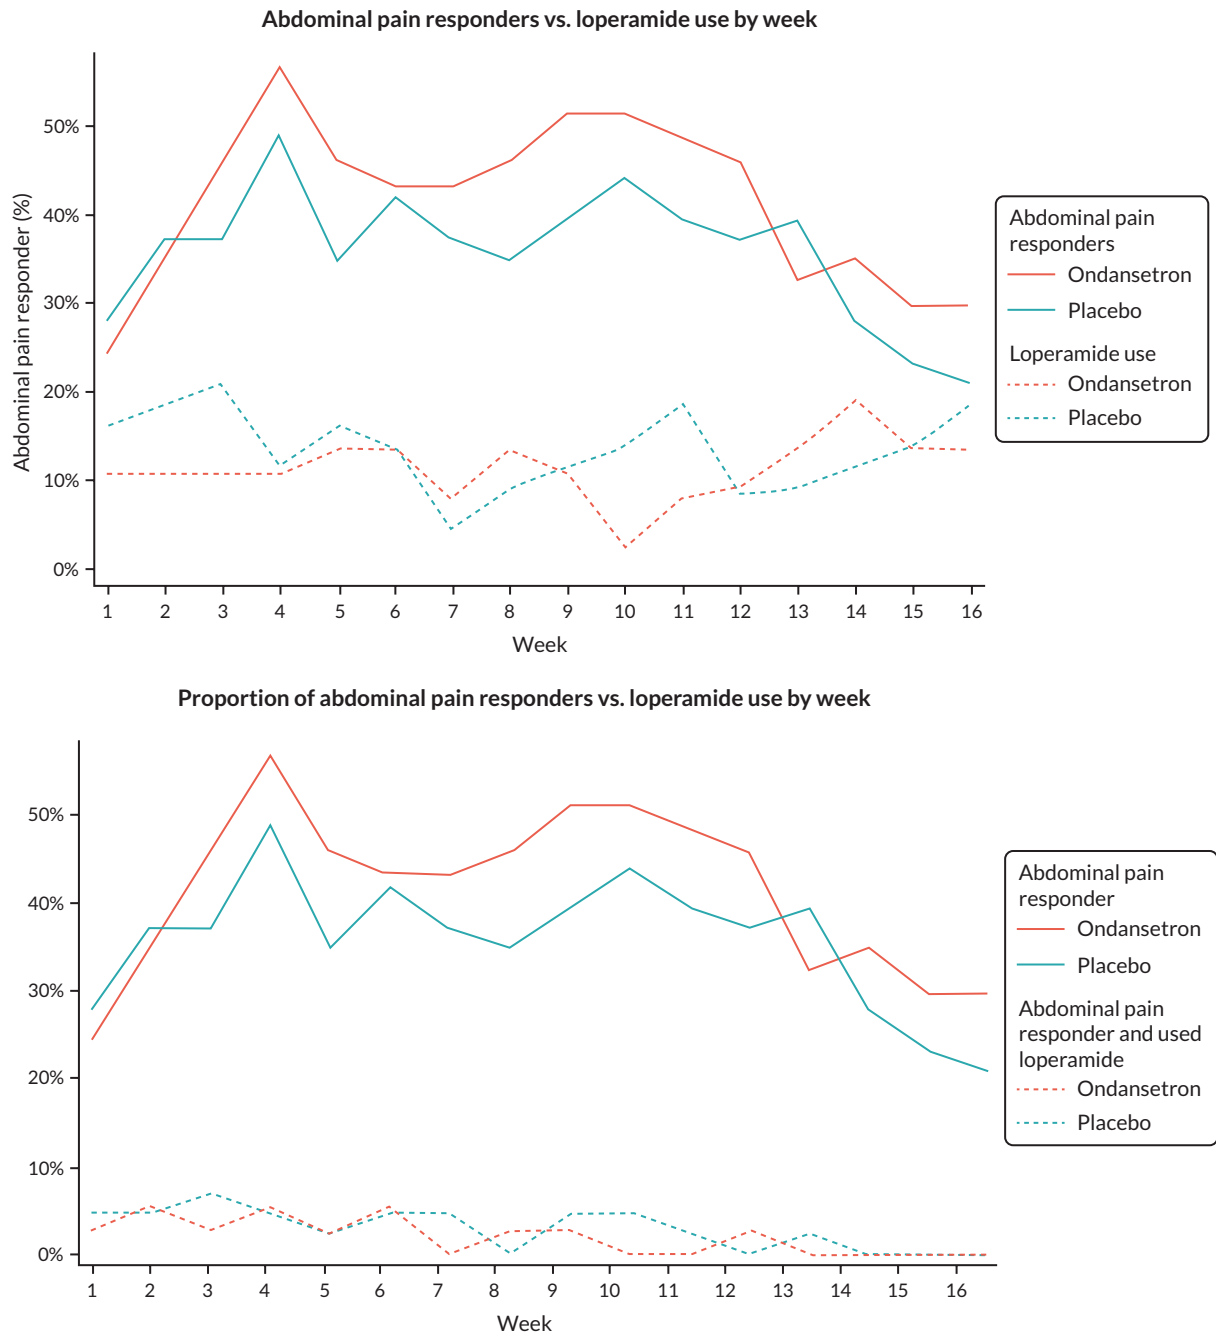 Abdominal pain responders vs. loperamide use by week
Abdominal pain responder (%)
50%
40%
30%
20%
10%
0%
1 2 3 4 5 6 7 8 9 10 11 12 13 14 15 16
Week
Abdominal pain
responders
Ondansetron
Placebo
Loperamide use
Ondansetron
Placebo
Proportion of abdominal pain responders vs. loperamide use by week
50%
40%
30%
20%
10%
0%
1 2 3 4 5 6 7 8 9 10 11 12 13 14 15 16
Week
Abdominal pain
responder
Ondansetron
Placebo
Abdominal pain
responder and used
loperamide
Ondansetron
Placebo